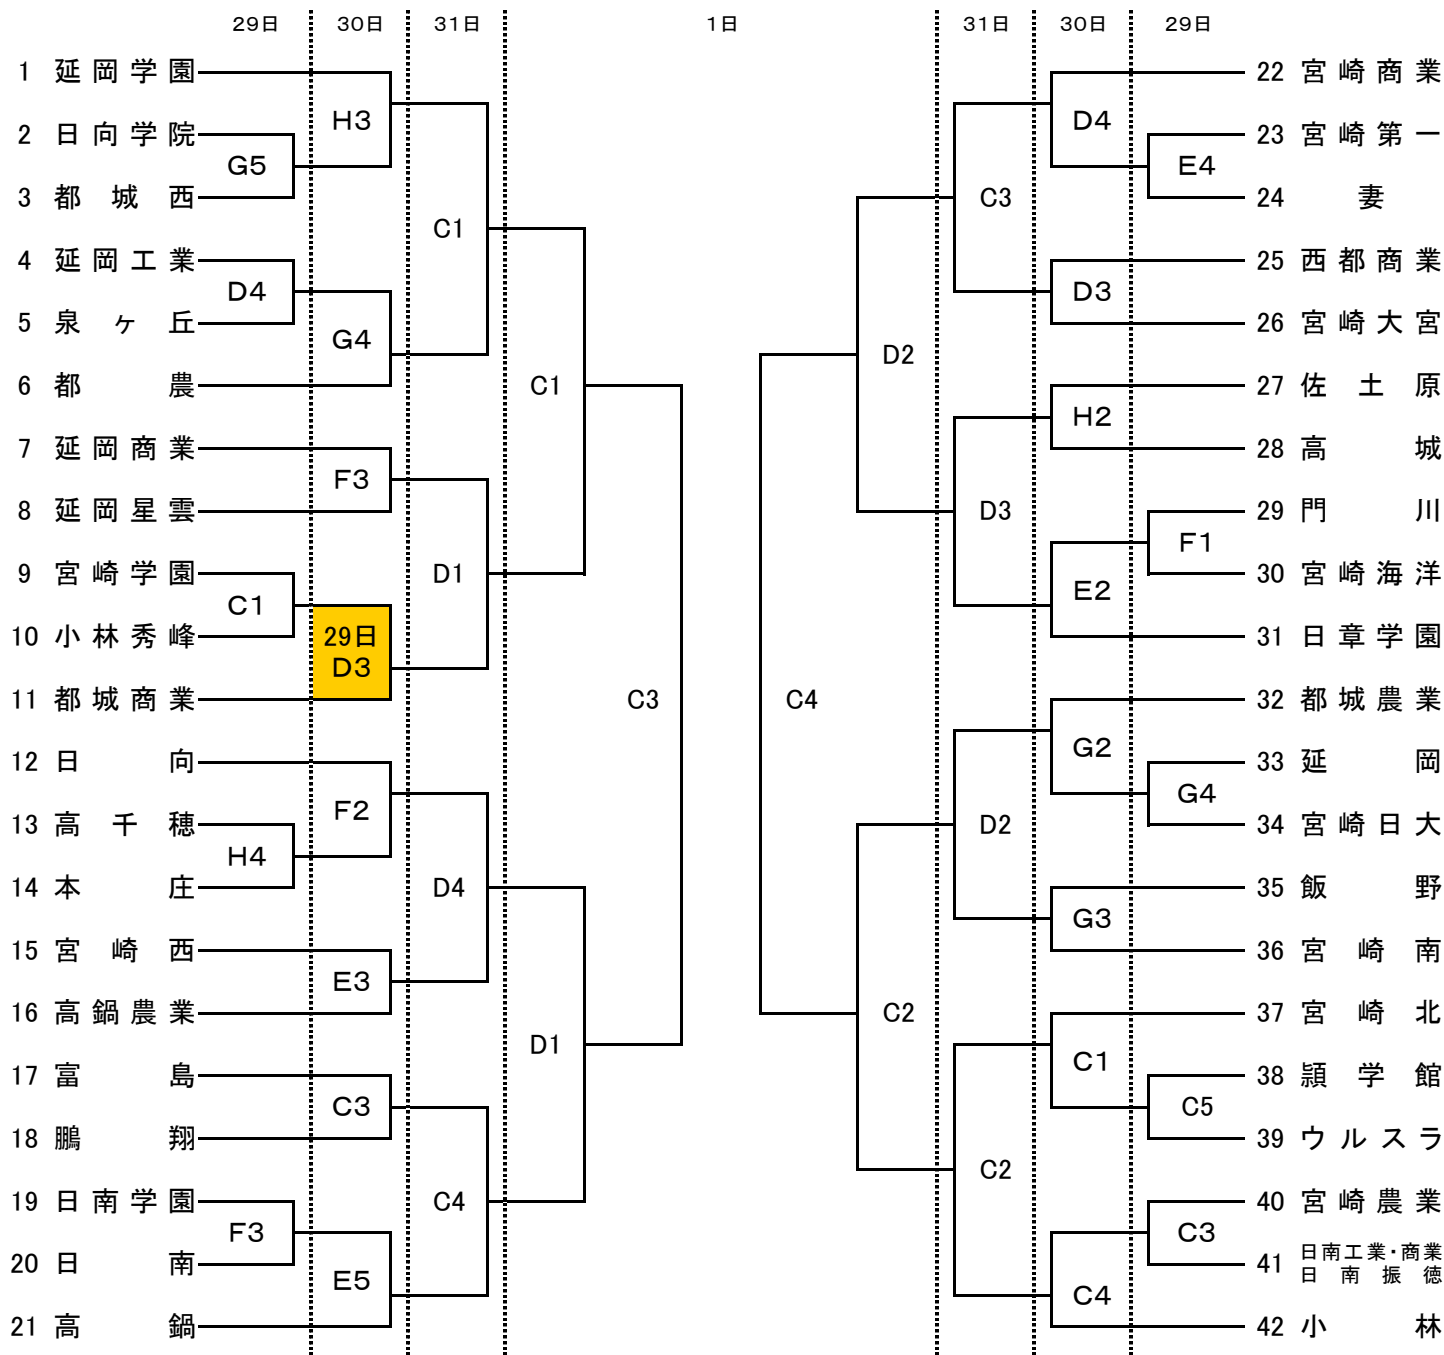 29日 30日 31日 1日 31日 30日 29日
1 延岡学園
2 日向学院
3 都城西
4 延岡工業
5 泉ヶ丘
6 都農
7 延岡商業
8 延岡星雲
9 宮崎学園
10 小林秀峰
11 都城商業
12 日向
13 高千穂
14 本庄
15 宮崎西
16 高鍋農業
17 富島
18 鵬翔
19 日南学園
20 日南
21 高鍋
G5
D4
C1
H4
F3
H3
G4
F3
29日
D3
F2
E3
C3
E5
C1
D1
D4
C4
C1
D1
C3
C4
D2
C2
C3
D3
D2
C2
D4
D3
H2
E2
G2
G3
C1
C4
E4
F1
G4
C5
C3
22 宮崎商業
23 宮崎第一
24 妻
25 西都商業
26 宮崎大宮
27 佐土原
28 高城
29 門川
30 宮崎海洋
31 日章学園
32 都城農業
33 延岡
34 宮崎日大
35 飯野
36 宮崎南
37 宮崎北
38 頴学館
39 ウルスラ
40 宮崎農業
41 日南工業・商業
日南振徳
42 小林